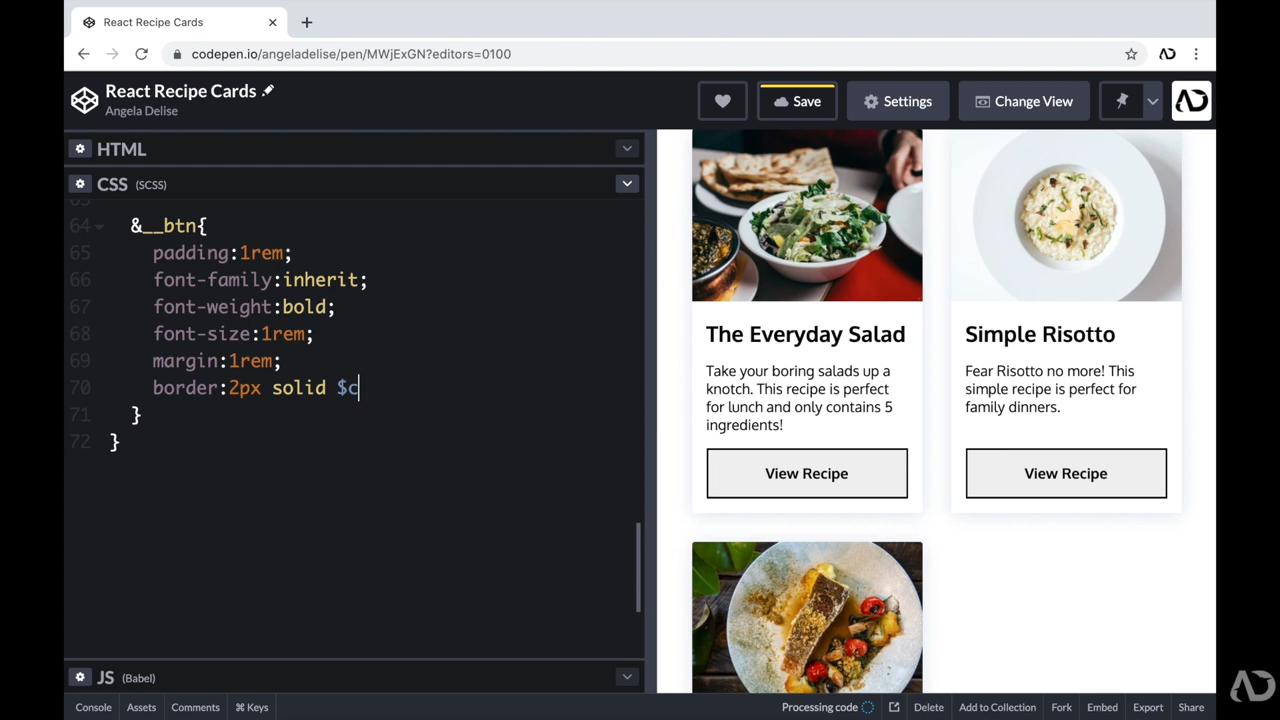 React Recipe Cards
codepen.io/angeladelise/pen/MWjExGN?editors=0100
React Recipe Cards
Angela Delise
Save
Settings
Change View
HTML
CSS (SCSS)
64 &__btn{
65 padding:1rem;
66 font-family:inherit;
67 font-weight:bold;
68 font-size:1rem;
69 margin:1rem;
70 border:2px solid $c
71 }
72 }
The Everyday Salad
Take your boring salads up a
knotch. This recipe is perfect
for lunch and only contains 5
ingredients!
View Recipe
Simple Risotto
Fear Risotto no more! This
simple recipe is perfect for
family dinners.
View Recipe
JS (Babel)
Console Assets Comments ⌘ Keys
Processing code Delete Add to Collection Fork Embed Export Share